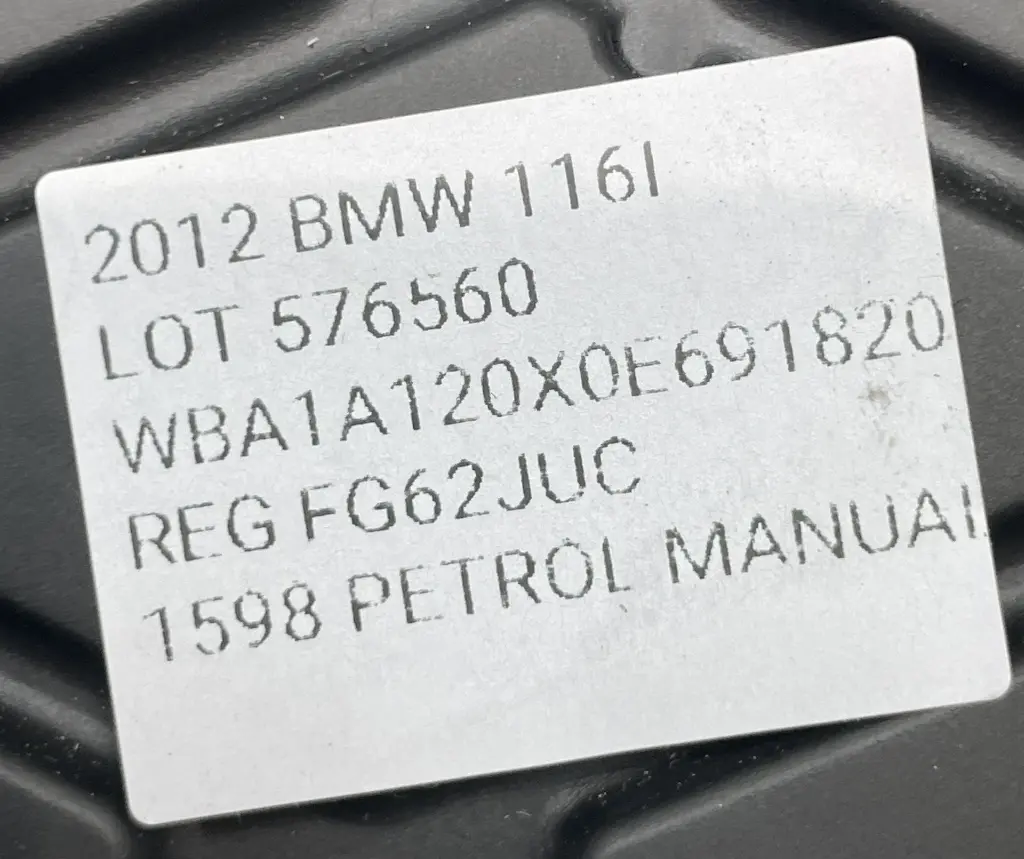 2012 BMW 116I
LOT 576560
WBA1A120X0E691820
REG FG62JUC
1598 PETROL MANUAL